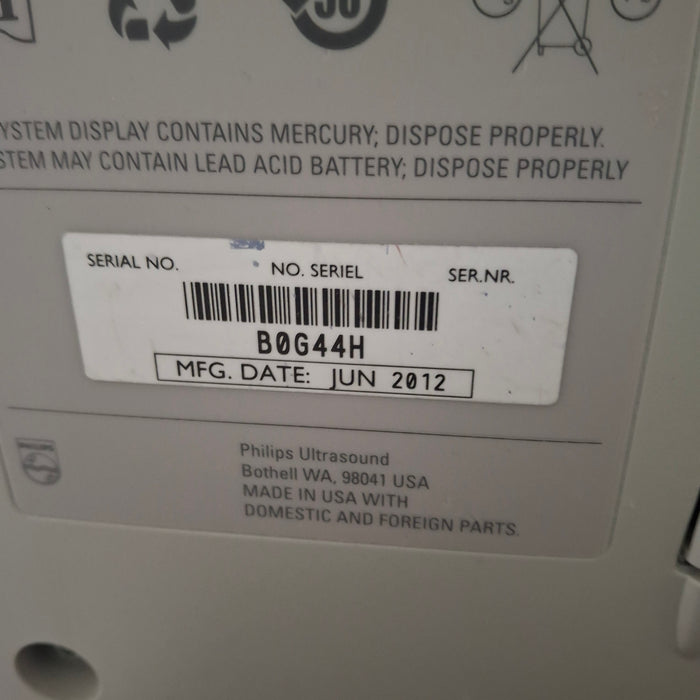 50
YSTEM DISPLAY CONTAINS MERCURY; DISPOSE PROPERLY.
STEM MAY CONTAIN LEAD ACID BATTERY; DISPOSE PROPERLY
SERIAL NO. NO. SERIEL SER.NR.
B0G44H
MFG. DATE: JUN 2012
PHILIPS
Philips Ultrasound
Bothell WA, 98041 USA
MADE IN USA WITH
DOMESTIC AND FOREIGN PARTS.